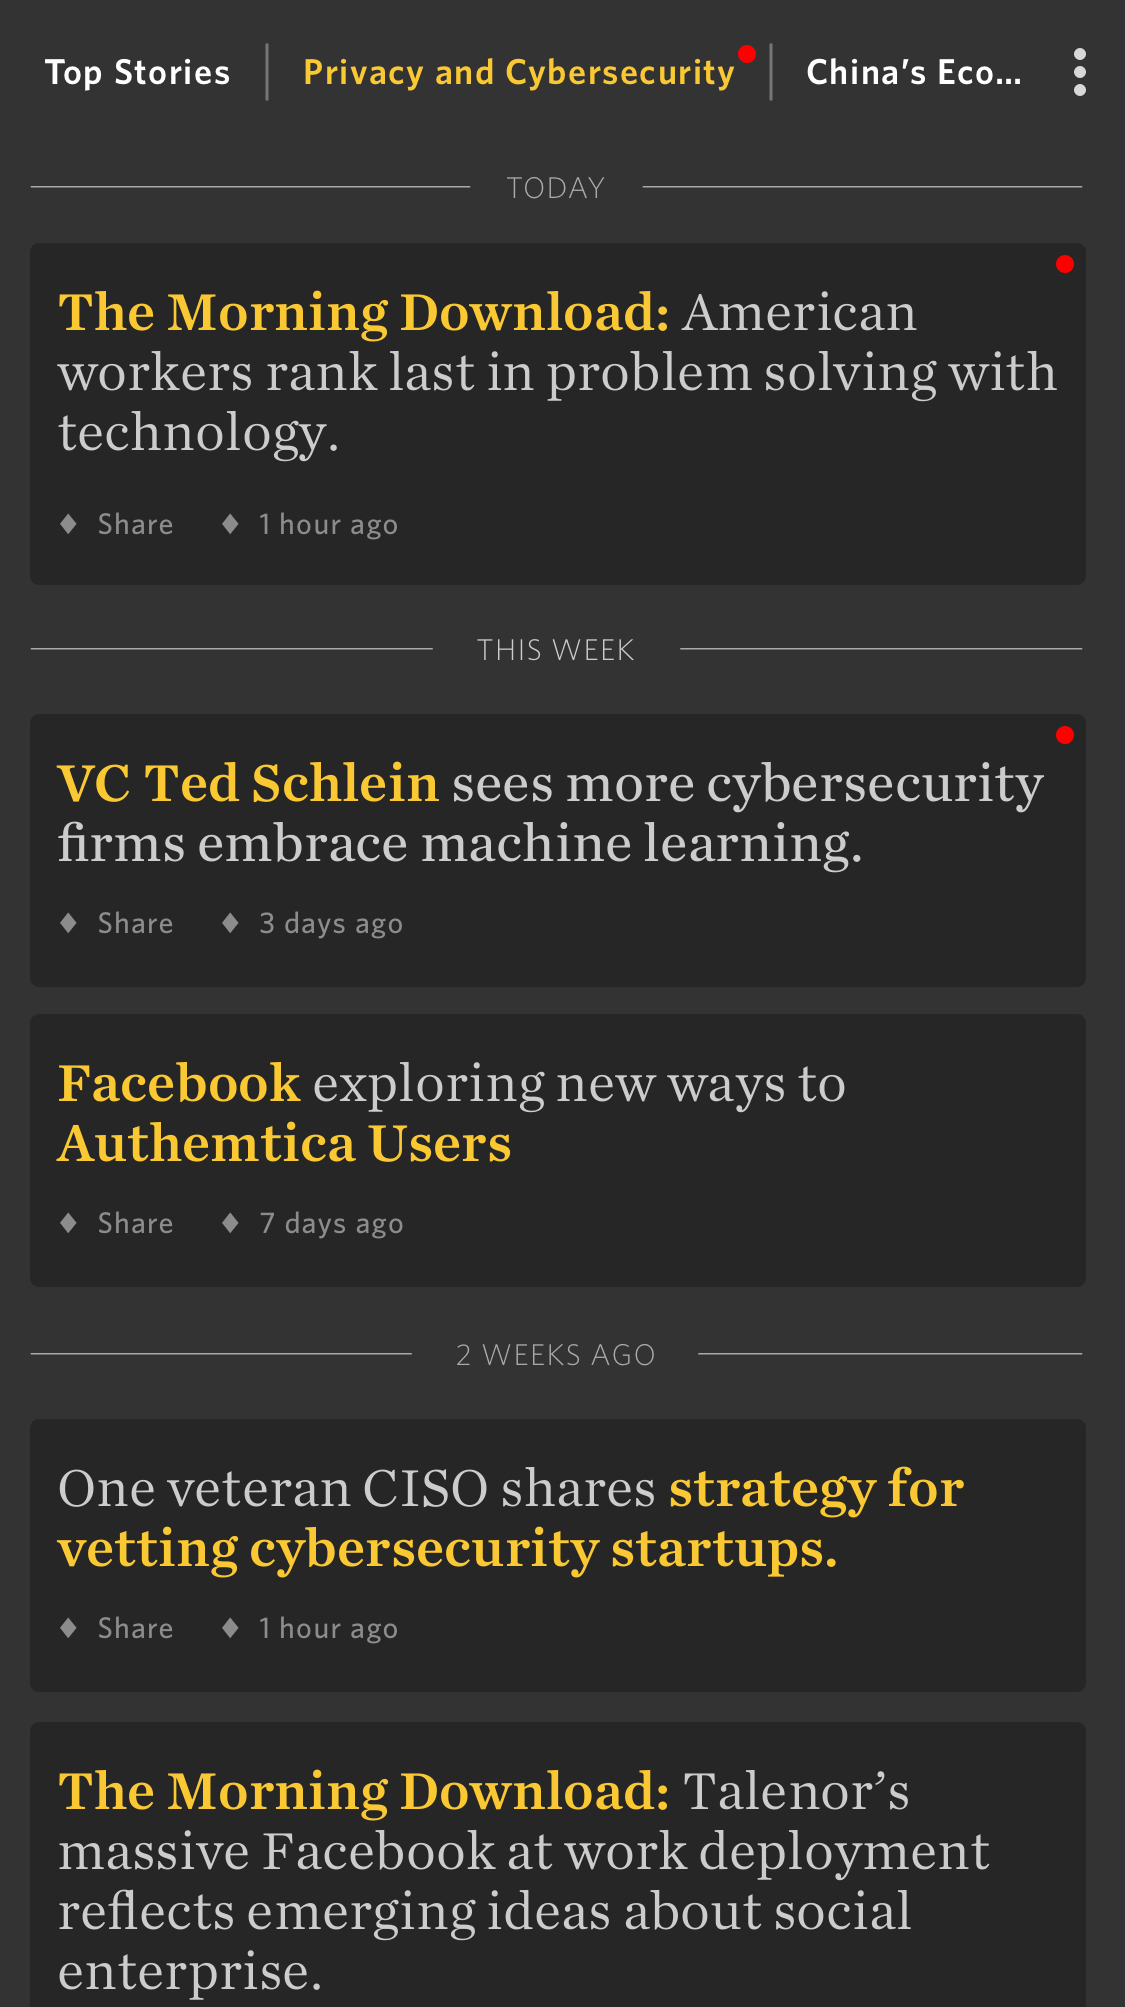 Top Stories
Privacy and Cybersecurity
China’s Eco...
TODAY
The Morning Download: American
workers rank last in problem solving with
technology.
♦ Share ♦ 1 hour ago
THIS WEEK
VC Ted Schlein sees more cybersecurity
firms embrace machine learning.
♦ Share ♦ 3 days ago
Facebook exploring new ways to
Authemtica Users
♦ Share ♦ 7 days ago
2 WEEKS AGO
One veteran CISO shares strategy for
vetting cybersecurity startups.
♦ Share ♦ 1 hour ago
The Morning Download: Talenor’s
massive Facebook at work deployment
reflects emerging ideas about social
enterprise.